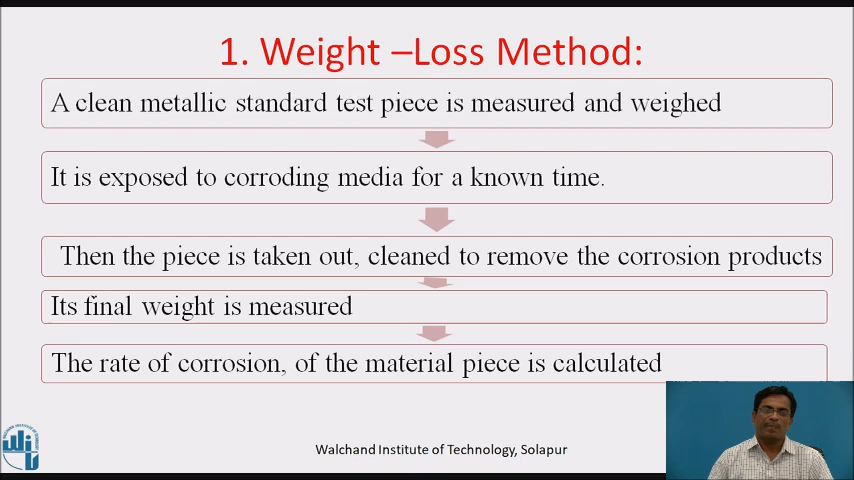 1. Weight –Loss Method:
A clean metallic standard test piece is measured and weighed
It is exposed to corroding media for a known time.
Then the piece is taken out, cleaned to remove the corrosion products
Its final weight is measured
The rate of corrosion, of the material piece is calculated
Walchand Institute of Technology, Solapur